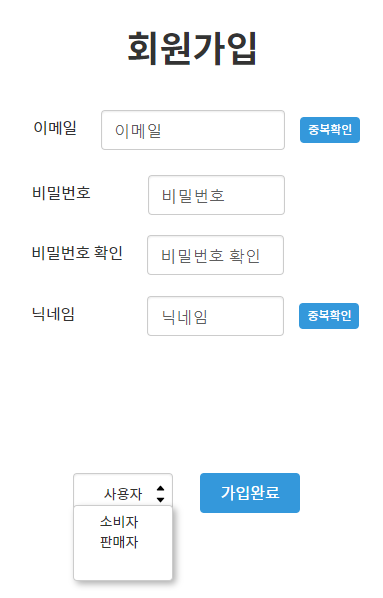 회원가입
이메일 이메일 중복확인
비밀번호 비밀번호
비밀번호 확인 비밀번호 확인
닉네임 닉네임 중복확인
사용자 가입완료
소비자
판매자